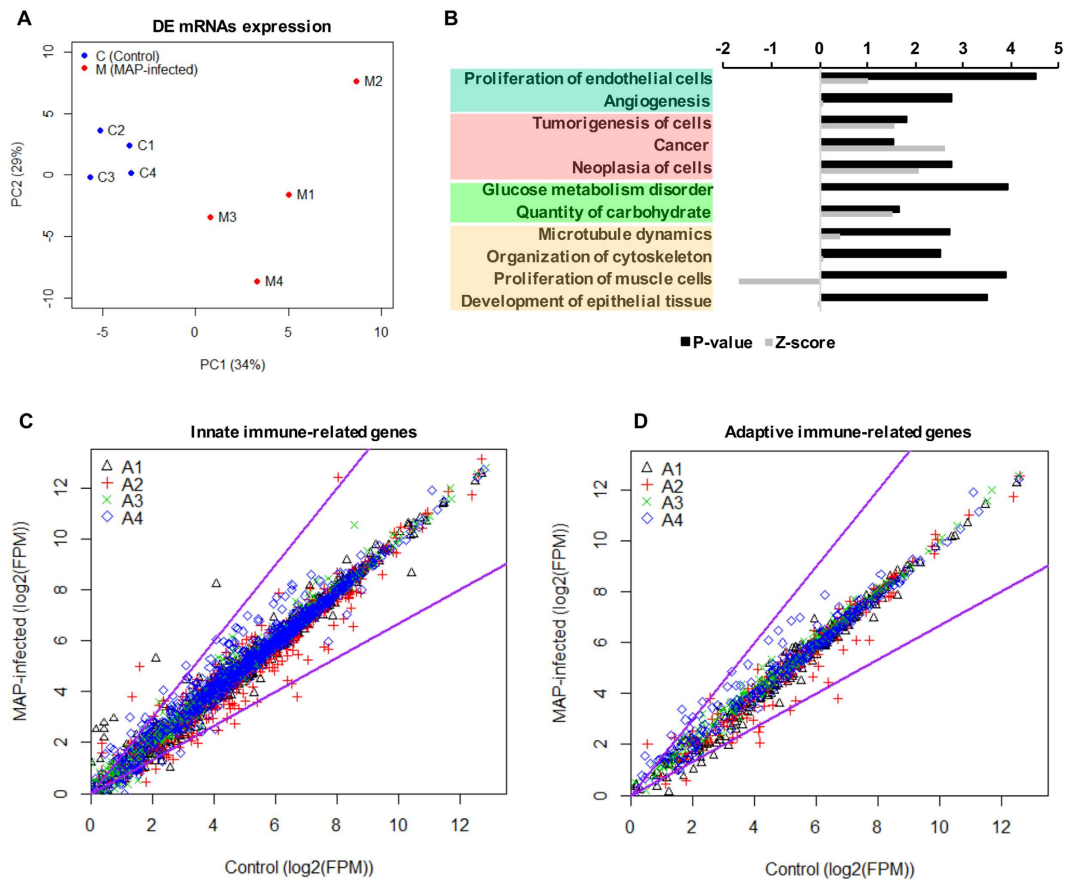 A
DE mRNAs expression
C (Control)
M (MAP-infected)
M2
C2
C1
C3
C4
M1
M3
M4
10
5
0
-5
-10
PC2 (29%)
-5
0
5
10
PC1 (34%)
B
-2 -1 0 1 2 3 4 5
Proliferation of endothelial cells
Angiogenesis
Tumorigenesis of cells
Cancer
Neoplasia of cells
Glucose metabolism disorder
Quantity of carbohydrate
Microtubule dynamics
Organization of cytoskeleton
Proliferation of muscle cells
Development of epithelial tissue
P-value Z-score
C
Innate immune-related genes
A1
A2
A3
A4
12
10
8
6
4
2
0
MAP-infected (log2(FPM))
0 2 4 6 8 10 12
Control (log2(FPM))
D
Adaptive immune-related genes
A1
A2
A3
A4
12
10
8
6
4
2
0
MAP-infected (log2(FPM))
0 2 4 6 8 10 12
Control (log2(FPM))